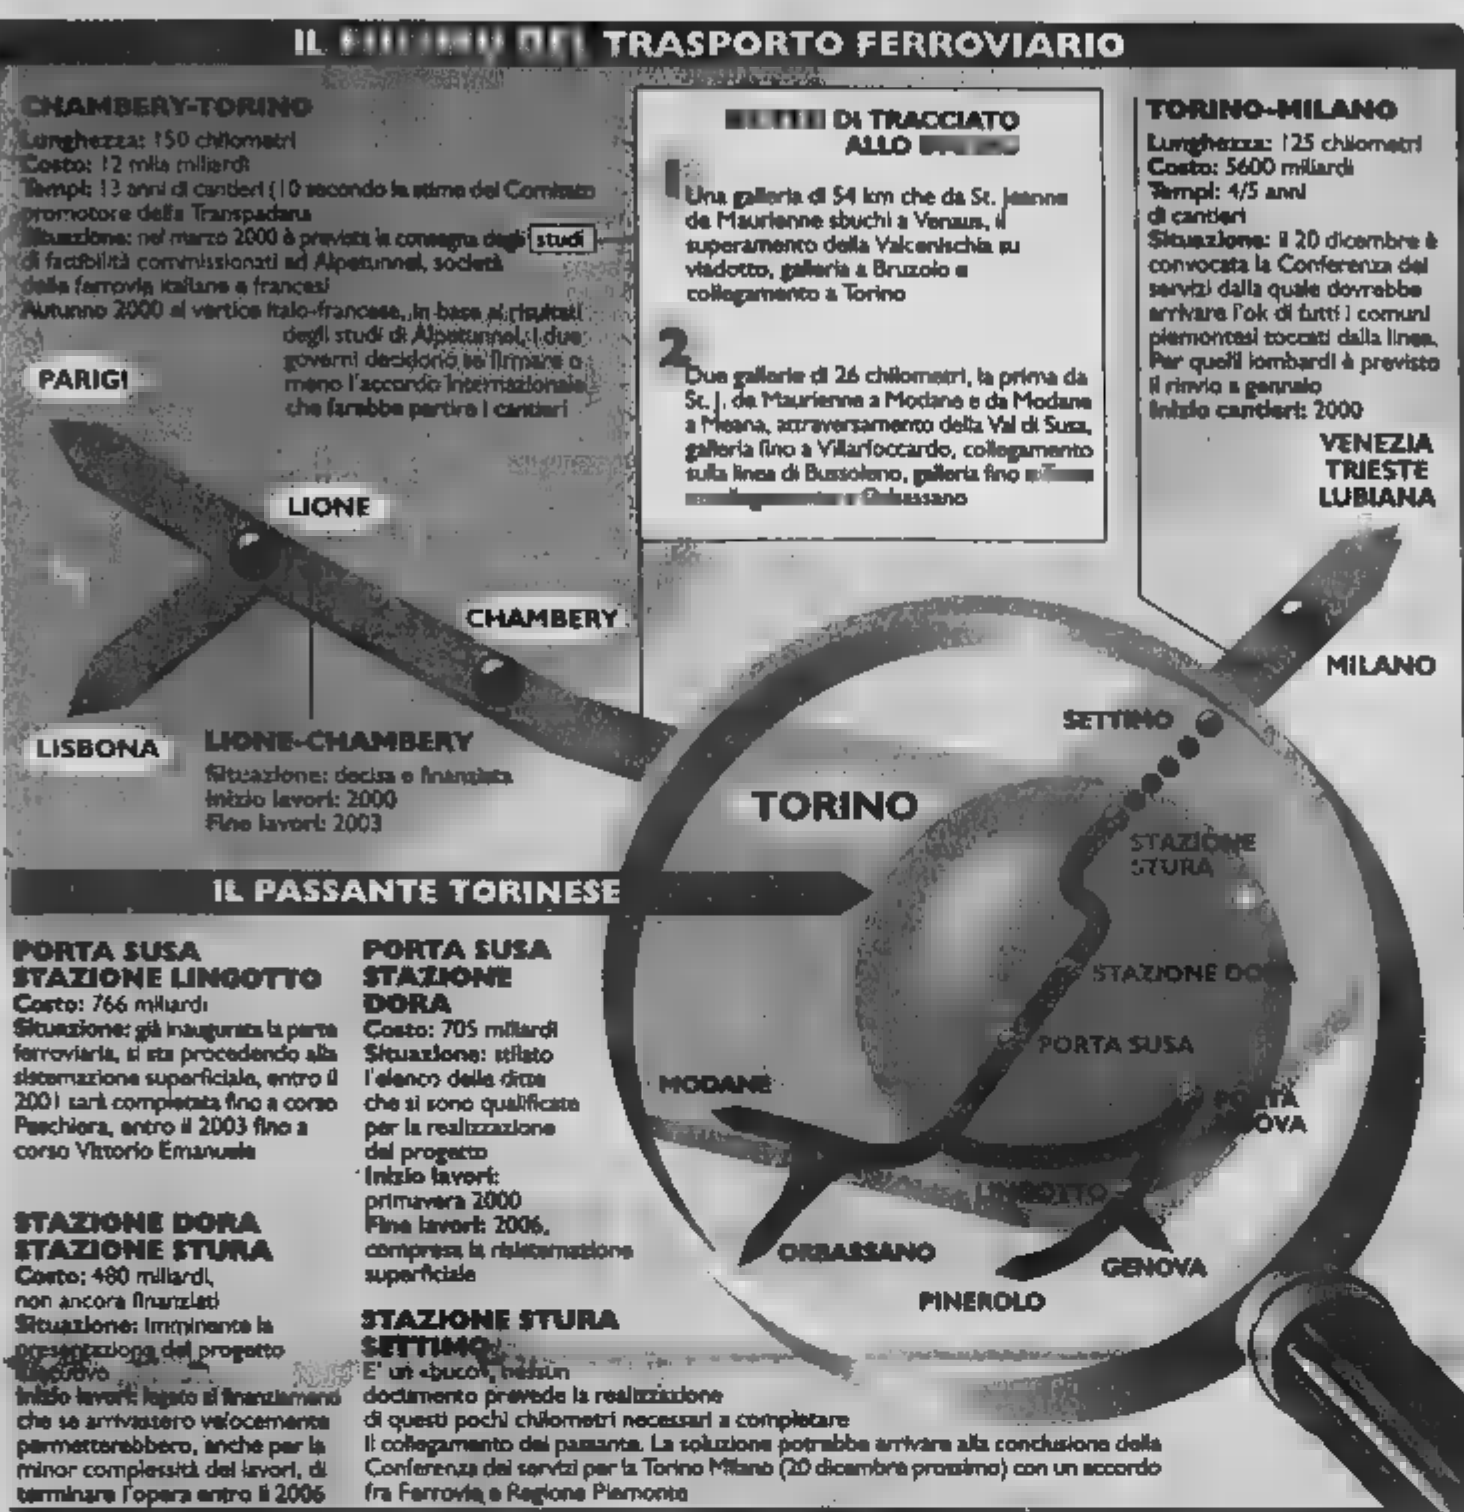 IL TRASPORTO FERROVIARIO
CHAMBERY-TORINO
Lunghezza: 150 chilometri
Costo: 12 mila miliardi
Tempi: 13 anni di cantieri (10 secondo le stime del Comitato
promotore della Transpadana
Situazione: nel marzo 2000 è prevista la consegna degli studi
di fattibilità commissionati ad Alpetunnel, società
delle ferrovie italiane e francesi
Autunno 2000 al vertice italo-francese, in base ai risultati
degli studi di Alpetunnel, i due
governi decidono se firmare o
meno l'accordo internazionale
che farebbe partire i cantieri
DI TRACCIATO
ALLO
1
Una galleria di 54 km che da St. Jeanne
de Maurienne sbuchi a Venaus, il
superamento della Valcenischia su
viadotto, galleria a Bruzolo e
collegamento a Torino
2
Due gallerie di 26 chilometri, la prima da
St. J. de Maurienne a Modane e da Modane
a Meana, attraversamento della Val di Susa,
galleria fino a Villarfoccardo, collegamento
sulla linea di Bussoleno, galleria fino
TORINO-MILANO
Lunghezza: 125 chilometri
Costo: 5600 miliardi
Tempi: 4/5 anni
di cantieri
Situazione: il 20 dicembre è
convocata la Conferenza dei
servizi dalla quale dovrebbe
arrivare l'ok di tutti i comuni
piemontesi toccati dalla linea.
Per quelli lombardi è previsto
il rinvio a gennaio
Inizio cantieri: 2000
VENEZIA
TRIESTE
LUBIANA
PARIGI
LIONE
CHAMBERY
MILANO
LISBONA
LIONE-CHAMBERY
Situazione: decisa e finanziata
Inizio lavori: 2000
Fine lavori: 2003
SETTIMO
TORINO
STAZIONE
STURA
STAZIONE DORA
PORTA SUSA
MODANE
PORTA
NOVA
LINGOTTO
ORBASSANO
GENOVA
PINEROLO
IL PASSANTE TORINESE
PORTA SUSA
STAZIONE LINGOTTO
Costo: 766 miliardi
Situazione: già inaugurata la parte
ferroviaria, si sta procedendo alla
sistemazione superficiale, entro il
2001 sarà completata fino a corso
Peschiera, entro il 2003 fino a
corso Vittorio Emanuele
STAZIONE DORA
STAZIONE STURA
Costo: 480 miliardi,
non ancora finanziati
Situazione: imminente la
presentazione del progetto
Inizio lavori: legato ai finanziamenti
che se arrivassero velocemente
permetterebbero, anche per la
minor complessità dei lavori, di
terminare l'opera entro il 2006
PORTA SUSA
STAZIONE
DORA
Costo: 705 miliardi
Situazione: stilato
l'elenco delle ditte
che si sono qualificate
per la realizzazione
del progetto
Inizio lavori:
primavera 2000
Fine lavori: 2006,
compresa la risistemazione
superficiale
STAZIONE STURA
SETTIMO
E' un «buco», nessun
documento prevede la realizzazione
di questi pochi chilometri necessari a completare
il collegamento del passante. La soluzione potrebbe arrivare alla conclusione della
Conferenza dei servizi per la Torino Milano (20 dicembre prossimo) con un accordo
fra Ferrovie e Regione Piemonte